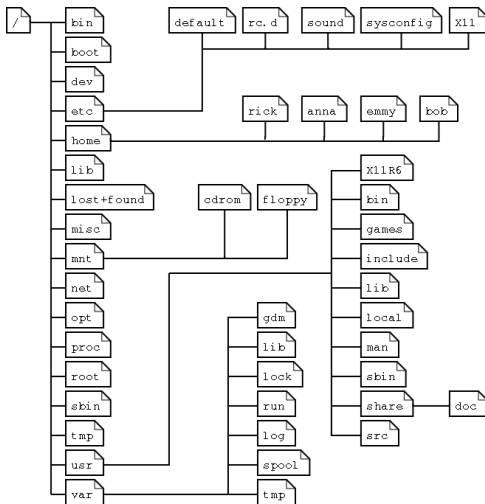 / bin default rc.d sound sysconfig X11
boot
dev
etc
rick anna emmy bob
home
lib X11R6
lost+found cdrom floppy bin
misc games
mnt include
net lib
opt gdm local
proc lib man
root lock sbin
sbin run share doc
tmp log src
usr spool
var tmp